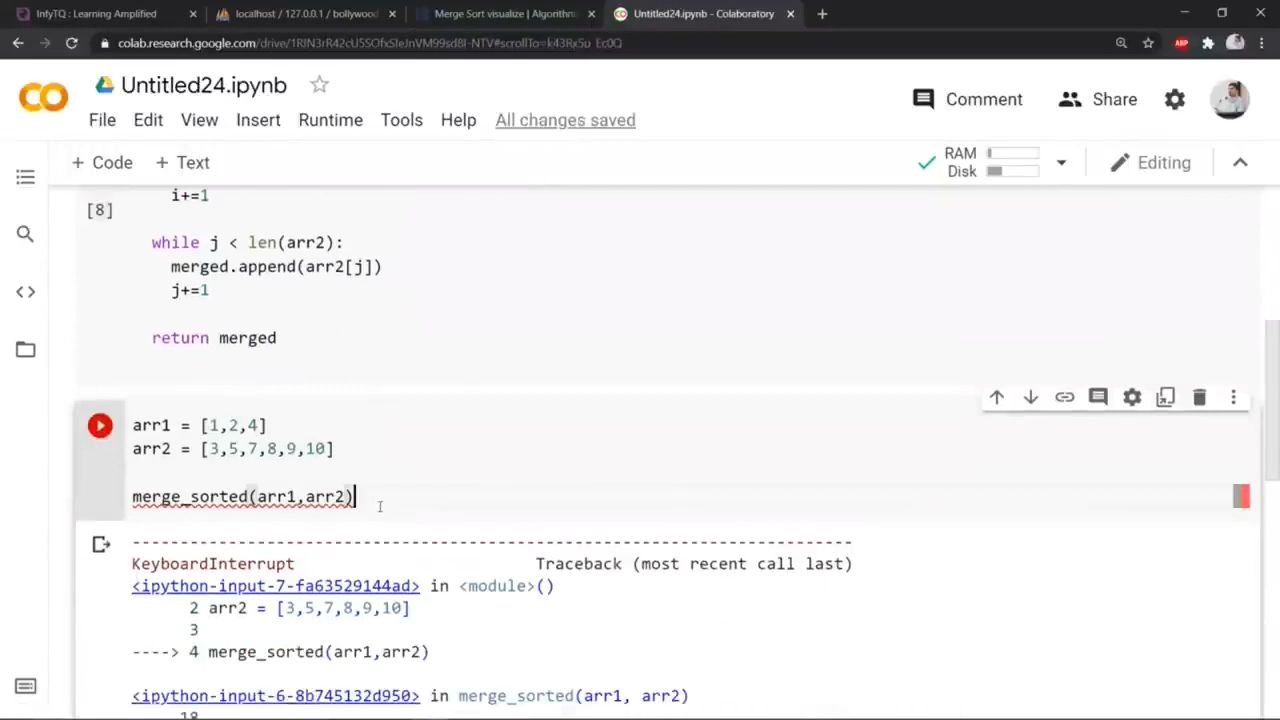 InfyTQ : Learning Amplified
localhost / 127.0.0.1 / bollywood
Merge Sort visualize | Algorithms
Untitled24.ipynb - Colaboratory
Untitled24.ipynb
File Edit View Insert Runtime Tools Help All changes saved
Comment Share
+ Code + Text
RAM
Disk
Editing
i+=1
[8]
while j < len(arr2):
merged.append(arr2[j])
j+=1
return merged
arr1 = [1,2,4]
arr2 = [3,5,7,8,9,10]
merge_sorted(arr1,arr2)
---------------------------------------------------------------------------
KeyboardInterrupt Traceback (most recent call last)
<ipython-input-7-fa63529144ad> in <module>()
2 arr2 = [3,5,7,8,9,10]
3
----> 4 merge_sorted(arr1,arr2)
<ipython-input-6-8b745132d950> in merge_sorted(arr1, arr2)
18